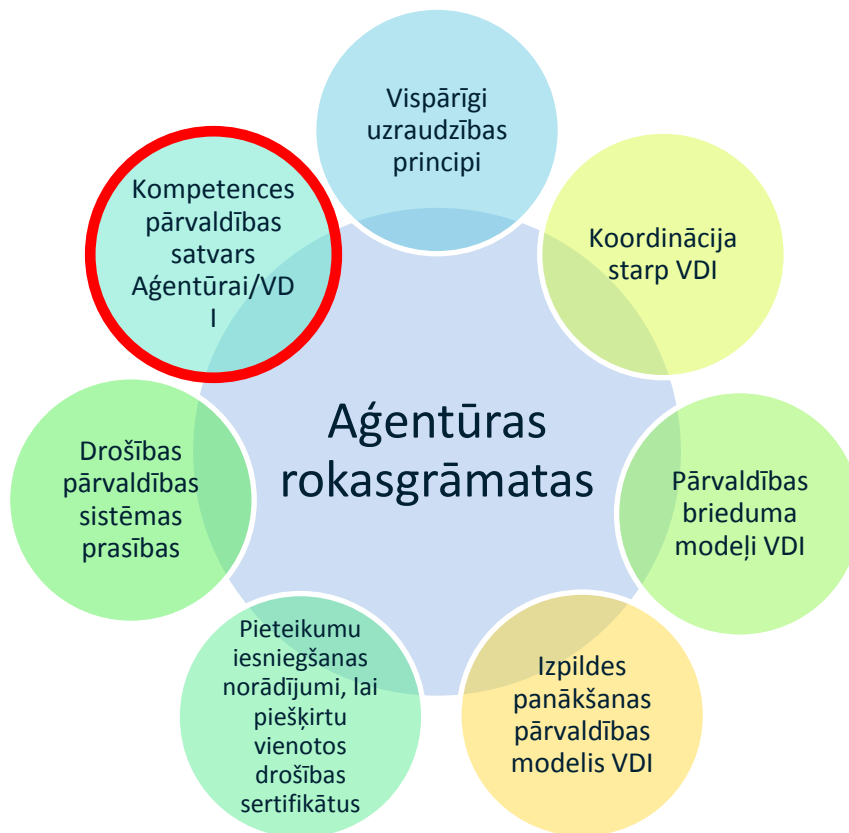 Vispārīgi
uzraudzības
principi
Koordinācija
starp VDI
Pārvaldības
brieduma
modeļi VDI
Izpildes
panākšanas
pārvaldības
modelis VDI
Pieteikumu
iesniegšanas
norādījumi, lai
piešķirtu
vienotos
drošības
sertifikātus
Drošības
pārvaldības
sistēmas
prasības
Kompetences
pārvaldības
satvars
Aģentūrai/VD
I
Aģentūras
rokasgrāmatas